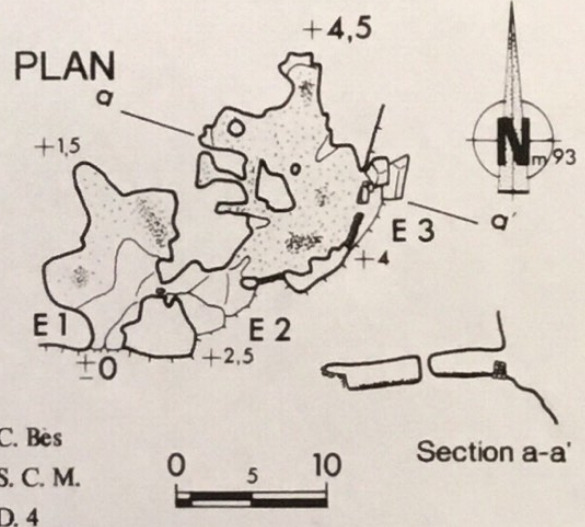 +4,5
PLAN
a
+1,5
N
m 93
a'
E 3
+4
E 1
E 2
±0
+2,5
C. Bès
S. C. M.
D. 4
0 5 10
Section a-a'